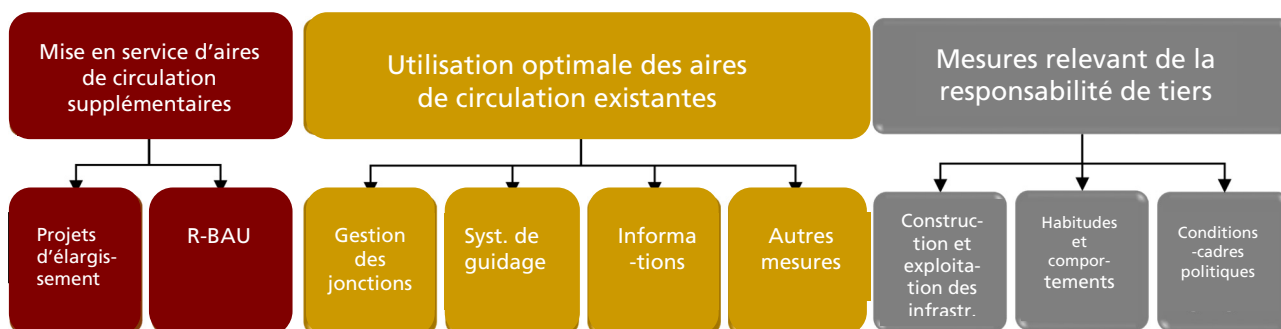 Mise en service d’aires
de circulation
supplémentaires
Utilisation optimale des aires
de circulation existantes
Mesures relevant de la
responsabilité de tiers
Projets
d’élargis-
sement
R-BAU
Gestion
des
jonctions
Syst. de
guidage
Informa
-tions
Autres
mesures
Construc-
tion et
exploita-
tion des
infrastr.
Habitudes
et
compor-
tements
Conditions
-cadres
politiques